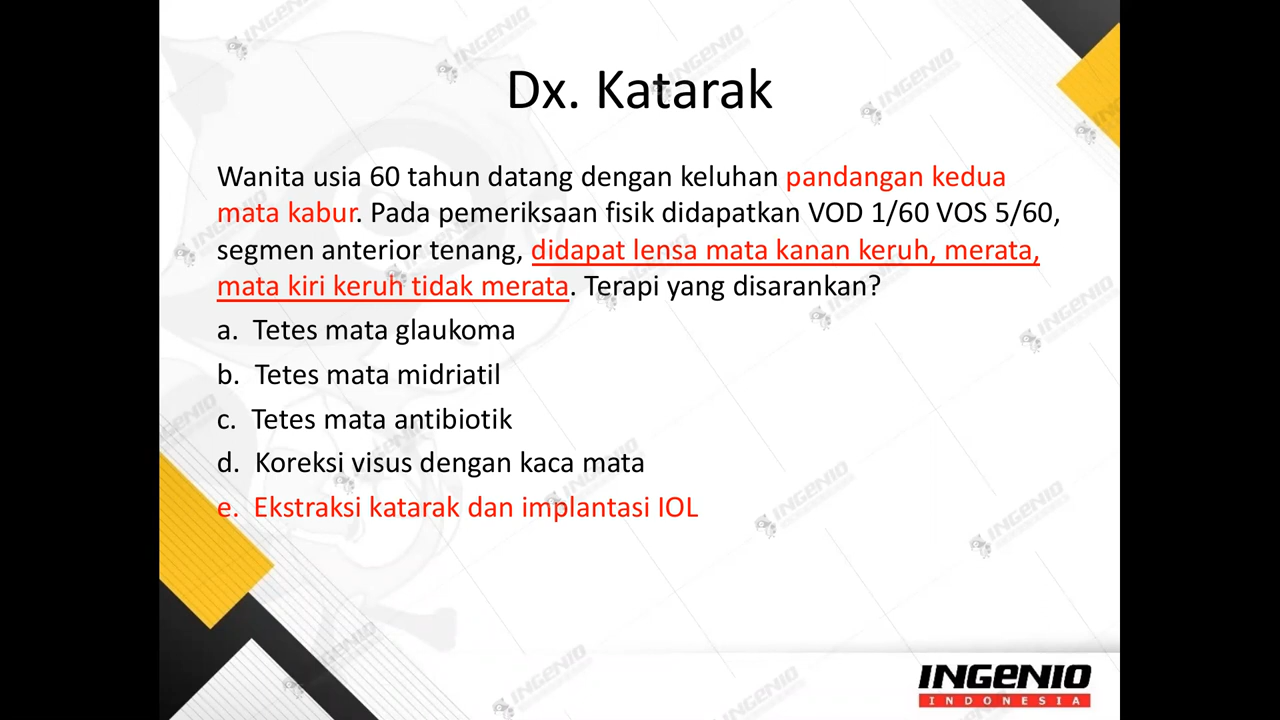 Dx. Katarak
Wanita usia 60 tahun datang dengan keluhan pandangan kedua
mata kabur. Pada pemeriksaan fisik didapatkan VOD 1/60 VOS 5/60,
segmen anterior tenang, didapat lensa mata kanan keruh, merata,
mata kiri keruh tidak merata. Terapi yang disarankan?
a. Tetes mata glaukoma
b. Tetes mata midriatil
c. Tetes mata antibiotik
d. Koreksi visus dengan kaca mata
e. Ekstraksi katarak dan implantasi IOL
INGENIO
INDONESIA